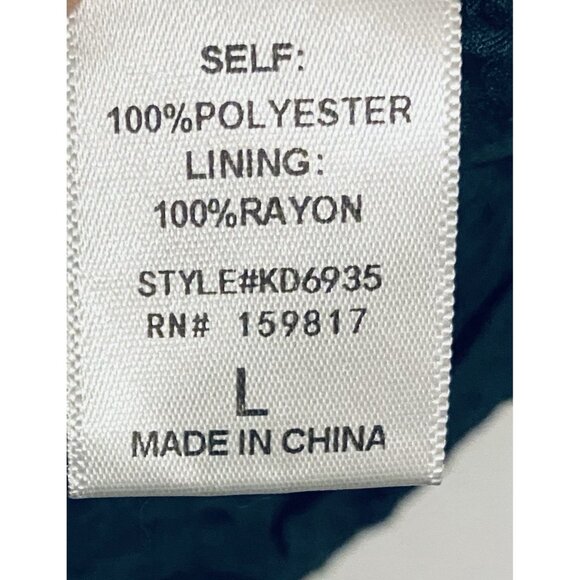 SELF:
100%POLYESTER
LINING:
100%RAYON
STYLE#KD6935
RN# 159817
L
MADE IN CHINA